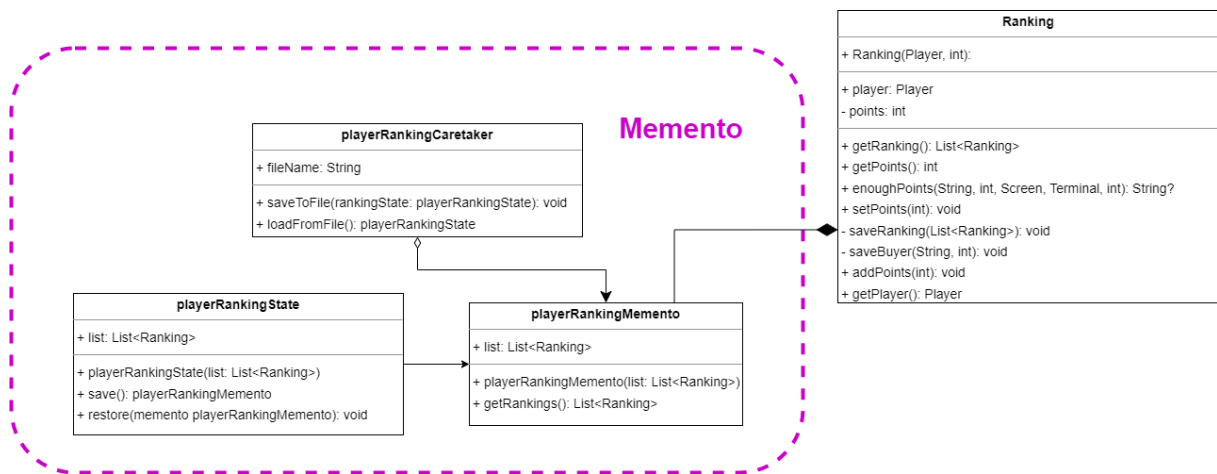 Ranking
+ Ranking(Player, int):
+ player: Player
- points: int
+ getRanking(): List<Ranking>
+ getPoints(): int
+ enoughPoints(String, int, Screen, Terminal, int): String?
+ setPoints(int): void
- saveRanking(List<Ranking>): void
- saveBuyer(String, int): void
+ addPoints(int): void
+ getPlayer(): Player
Memento
playerRankingCaretaker
+ fileName: String
+ saveToFile(rankingState: playerRankingState): void
+ loadFromFile(): playerRankingState
playerRankingState
+ list: List<Ranking>
+ playerRankingState(list: List<Ranking>)
+ save(): playerRankingMemento
+ restore(memento playerRankingMemento): void
playerRankingMemento
+ list: List<Ranking>
+ playerRankingMemento(list: List<Ranking>)
+ getRankings(): List<Ranking>